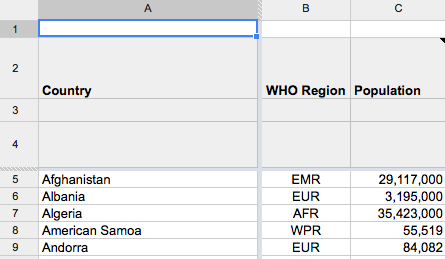 A B C
1
2 Country WHO Region Population
3
4
5 Afghanistan EMR 29,117,000
6 Albania EUR 3,195,000
7 Algeria AFR 35,423,000
8 American Samoa WPR 55,519
9 Andorra EUR 84,082